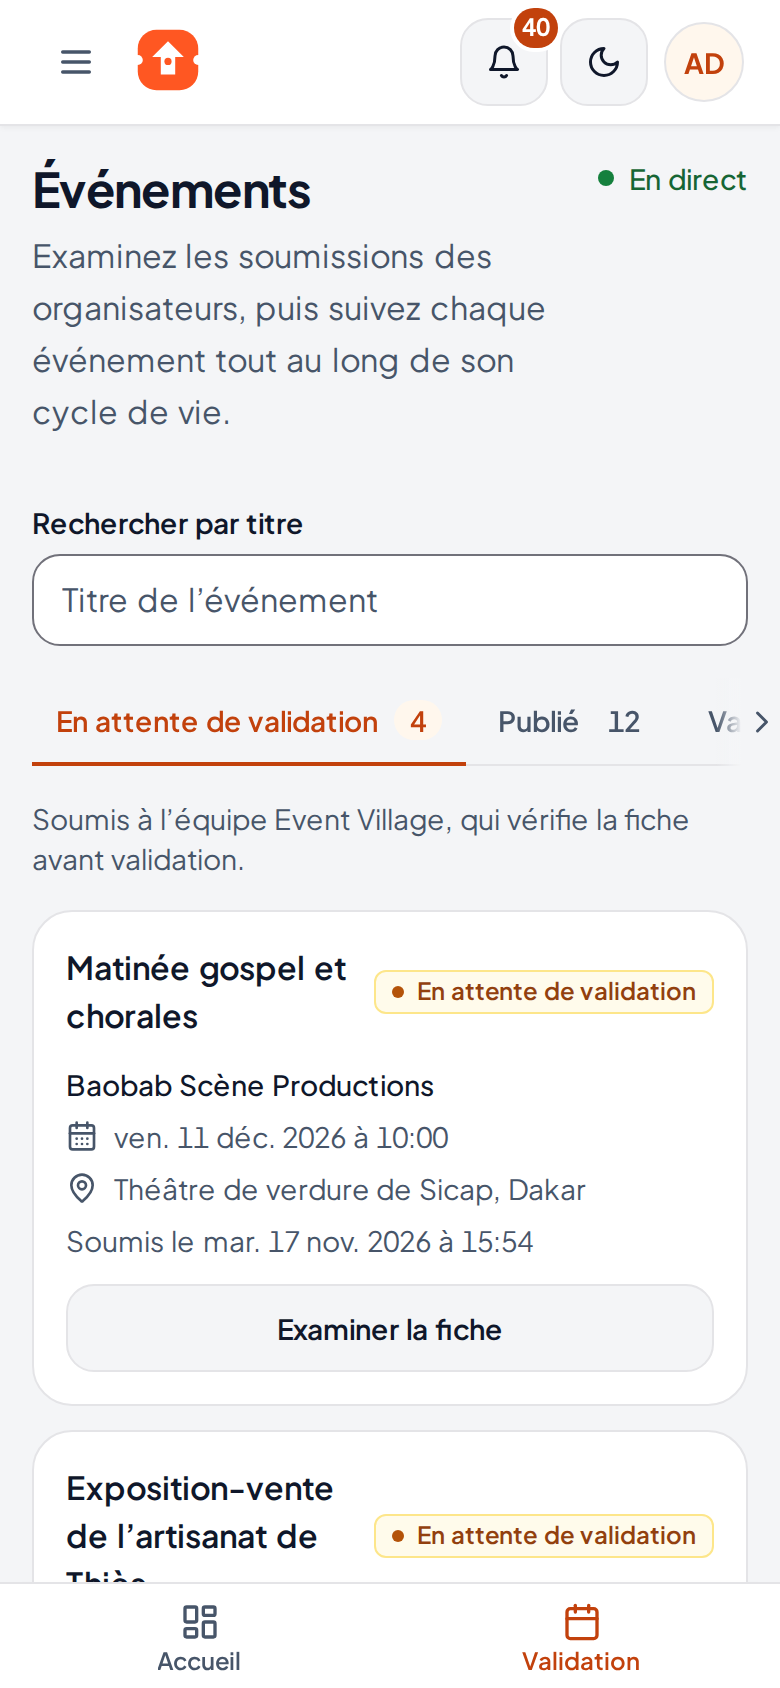 40
AD
Événements
En direct
Examinez les soumissions des
organisateurs, puis suivez chaque
événement tout au long de son
cycle de vie.
Rechercher par titre
Titre de l’événement
En attente de validation 4 Publié 12 Va
Soumis à l’équipe Event Village, qui vérifie la fiche
avant validation.
Matinée gospel et
chorales
En attente de validation
Baobab Scène Productions
ven. 11 déc. 2026 à 10:00
Théâtre de verdure de Sicap, Dakar
Soumis le mar. 17 nov. 2026 à 15:54
Examiner la fiche
Exposition-vente
de l’artisanat de
Thiès
En attente de validation
Accueil
Validation